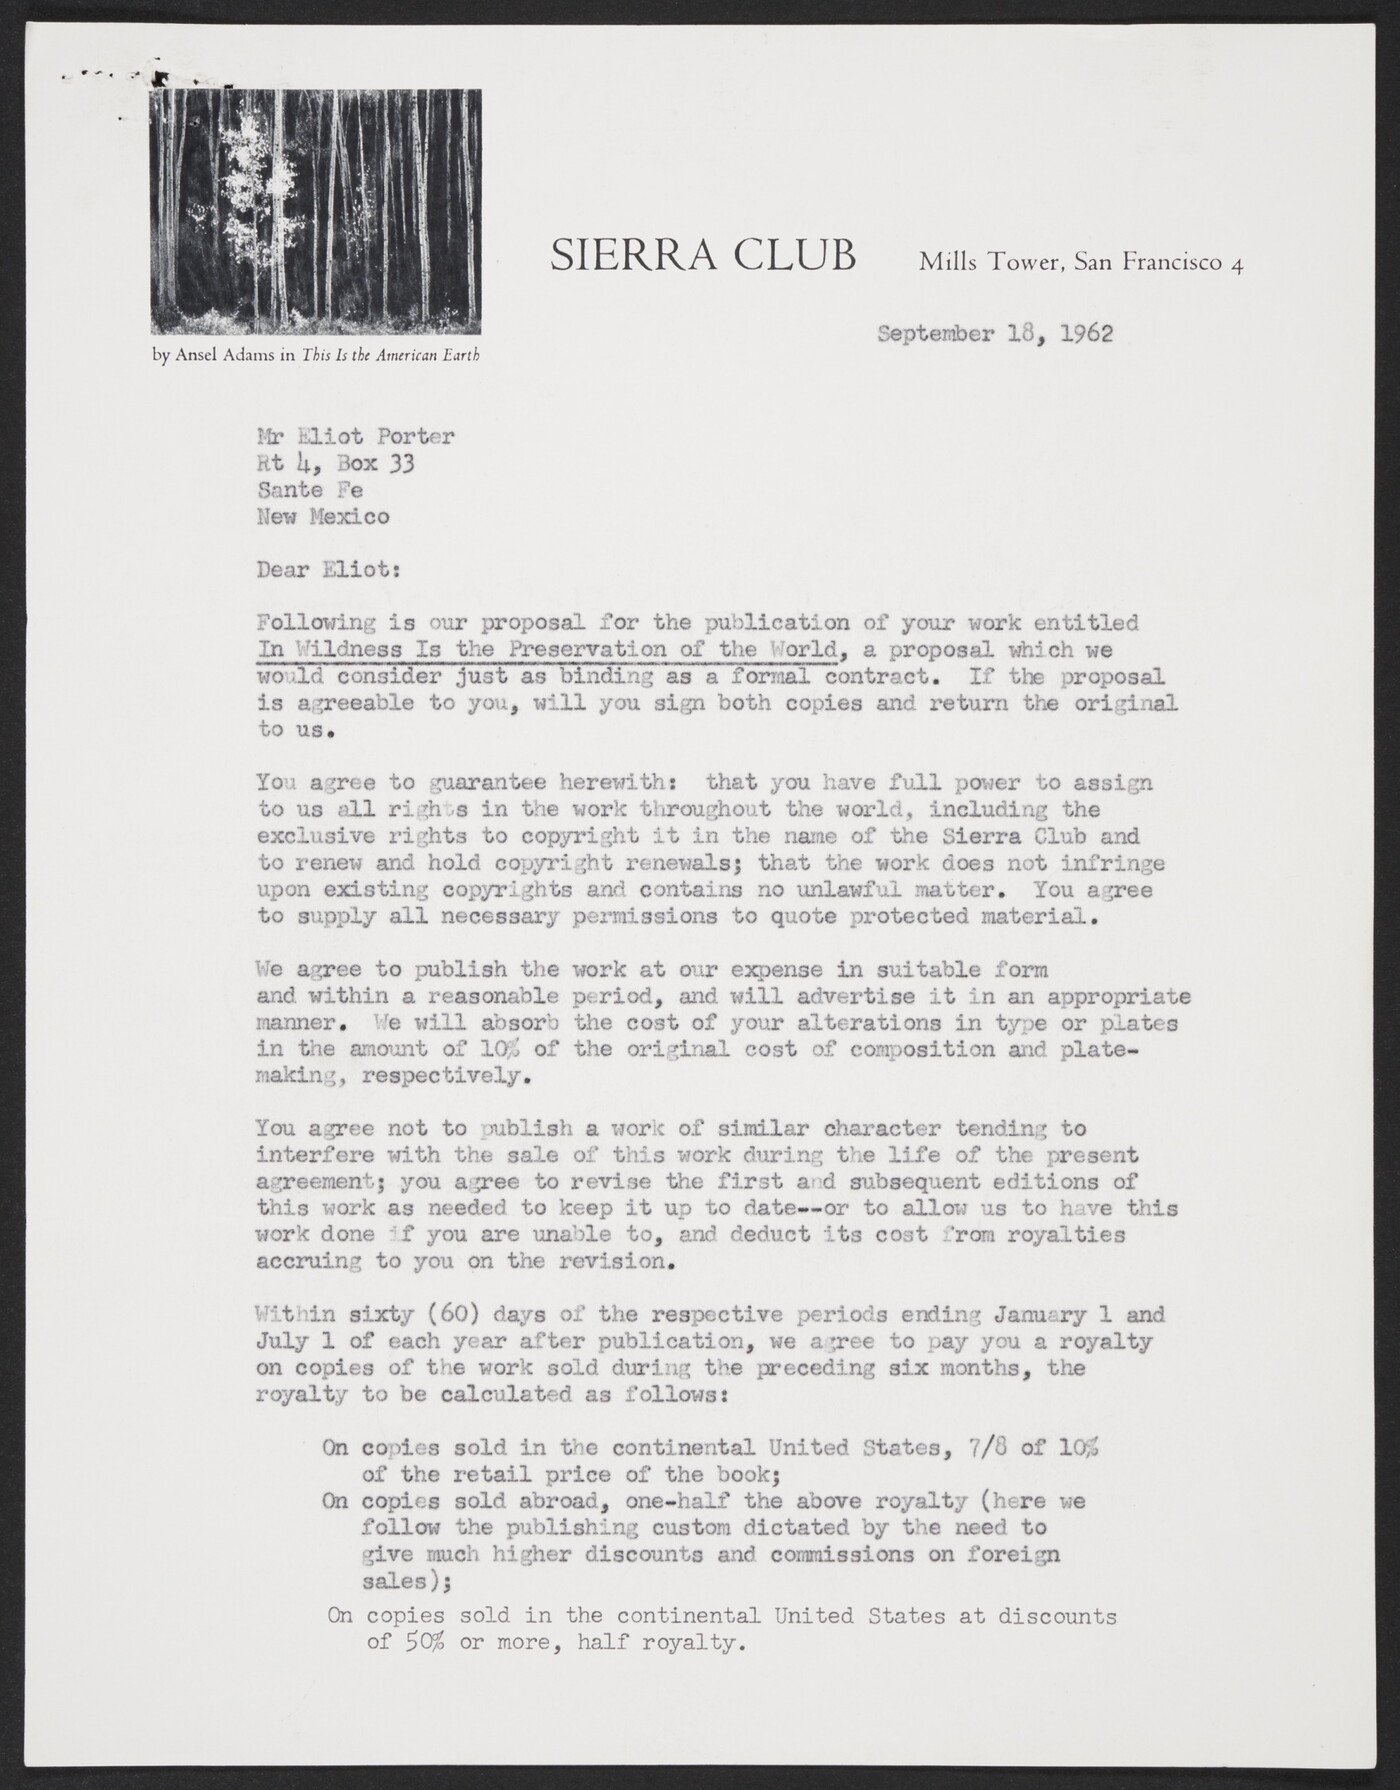 SIERRA CLUB Mills Tower, San Francisco 4
September 18, 1962
by Ansel Adams in This Is the American Earth
Mr Eliot Porter
Rt 4, Box 33
Sante Fe
New Mexico
Dear Eliot:
Following is our proposal for the publication of your work entitled
In Wildness Is the Preservation of the World, a proposal which we
would consider just as binding as a formal contract. If the proposal
is agreeable to you, will you sign both copies and return the original
to us.
You agree to guarantee herewith: that you have full power to assign
to us all rights in the work throughout the world, including the
exclusive rights to copyright it in the name of the Sierra Club and
to renew and hold copyright renewals; that the work does not infringe
upon existing copyrights and contains no unlawful matter. You agree
to supply all necessary permissions to quote protected material.
We agree to publish the work at our expense in suitable form
and within a reasonable period, and will advertise it in an appropriate
manner. We will absorb the cost of your alterations in type or plates
in the amount of 10% of the original cost of composition and plate-
making, respectively.
You agree not to publish a work of similar character tending to
interfere with the sale of this work during the life of the present
agreement; you agree to revise the first and subsequent editions of
this work as needed to keep it up to date--or to allow us to have this
work done if you are unable to, and deduct its cost from royalties
accruing to you on the revision.
Within sixty (60) days of the respective periods ending January 1 and
July 1 of each year after publication, we agree to pay you a royalty
on copies of the work sold during the preceding six months, the
royalty to be calculated as follows:
On copies sold in the continental United States, 7/8 of 10%
of the retail price of the book;
On copies sold abroad, one-half the above royalty (here we
follow the publishing custom dictated by the need to
give much higher discounts and commissions on foreign
sales);
On copies sold in the continental United States at discounts
of 50% or more, half royalty.